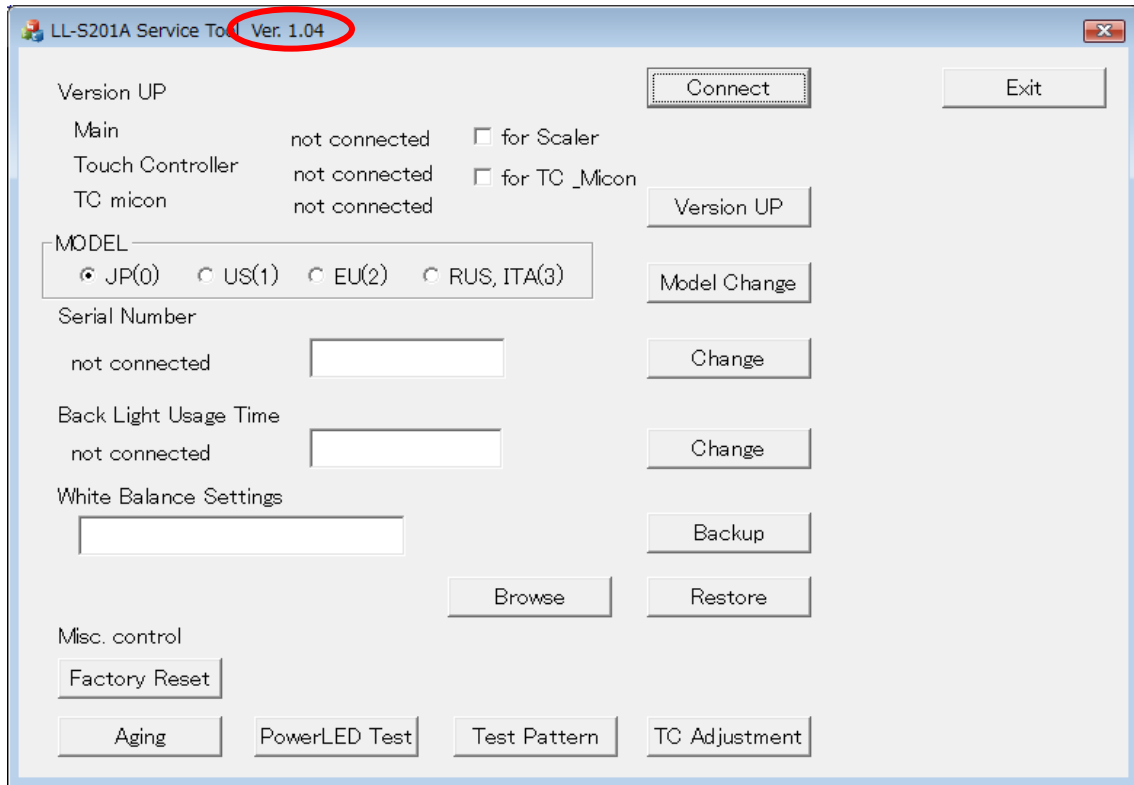 LL-S201A Service Tool Ver. 1.04
Version UP
Connect
Exit
Main not connected for Scaler
Touch Controller not connected for TC _Micon
TC micon not connected
Version UP
MODEL
JP(0) US(1) EU(2) RUS, ITA(3)
Model Change
Serial Number
not connected
Change
Back Light Usage Time
not connected
Change
White Balance Settings
Backup
Browse
Restore
Misc. control
Factory Reset
Aging
PowerLED Test
Test Pattern
TC Adjustment